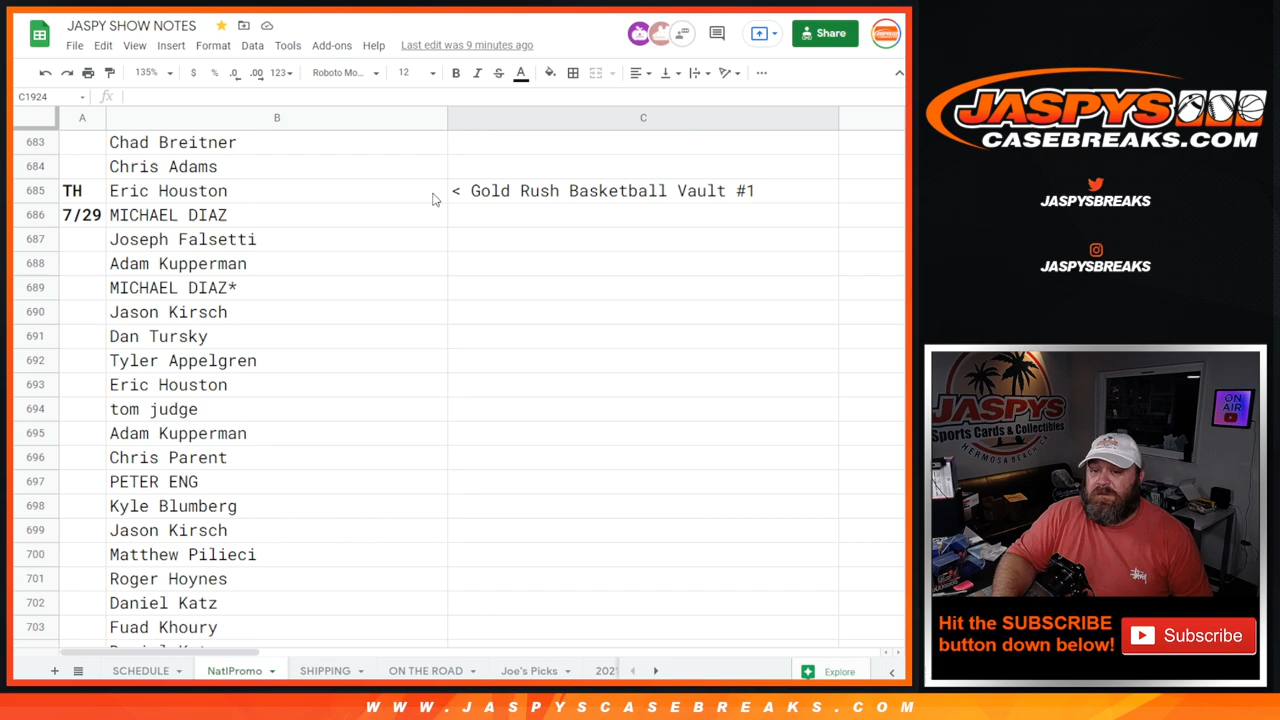 JASPY SHOW NOTES
File Edit View Insert Format Data Tools Add-ons Help Last edit was 9 minutes ago
Share
135% $ % .0 .00 123 Roboto Mo... 12 B I S A
C1924 fx
A B C
683 Chad Breitner
684 Chris Adams
685 TH Eric Houston < Gold Rush Basketball Vault #1
686 7/29 MICHAEL DIAZ
687 Joseph Falsetti
688 Adam Kupperman
689 MICHAEL DIAZ*
690 Jason Kirsch
691 Dan Tursky
692 Tyler Appelgren
693 Eric Houston
694 tom judge
695 Adam Kupperman
696 Chris Parent
697 PETER ENG
698 Kyle Blumberg
699 Jason Kirsch
700 Matthew Pilieci
701 Roger Hoynes
702 Daniel Katz
703 Fuad Khoury
+ SCHEDULE NatlPromo SHIPPING ON THE ROAD Joe's Picks 202 Explore
JASPYS
CASEBREAKS.COM
JASPYSBREAKS
JASPYSBREAKS
JASPYS
Sports Cards & Collectibles
HERMOSA BEACH CA
ON AIR
Hit the SUBSCRIBE
button down below!
Subscribe
WWW.JASPYSCASEBREAKS.COM